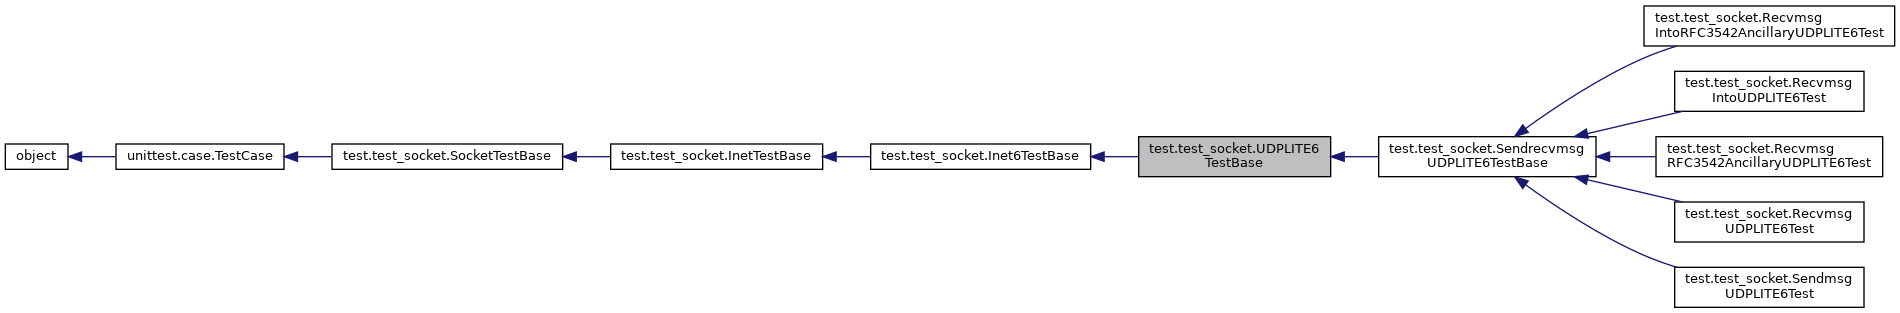 test.test_socket.Recvmsg
IntoRFC3542AncillaryUDPLITE6Test
test.test_socket.Recvmsg
IntoUDPLITE6Test
object
unittest.case.TestCase
test.test_socket.SocketTestBase
test.test_socket.InetTestBase
test.test_socket.Inet6TestBase
test.test_socket.UDPLITE6
TestBase
test.test_socket.Sendrecvmsg
UDPLITE6TestBase
test.test_socket.Recvmsg
RFC3542AncillaryUDPLITE6Test
test.test_socket.Recvmsg
UDPLITE6Test
test.test_socket.Sendmsg
UDPLITE6Test